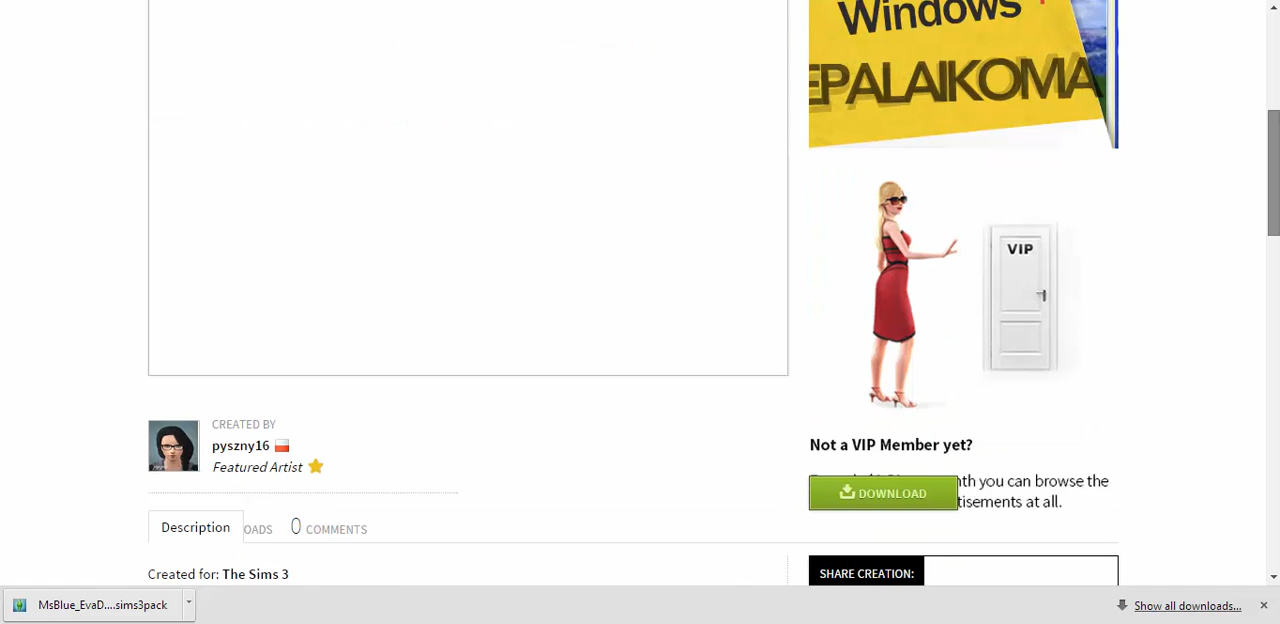 Windows
EPALAIKOMA
VIP
CREATED BY
pyszny16
Featured Artist
Not a VIP Member yet?
nth you can browse the
DOWNLOAD
tisements at all.
Description
OADS
0 COMMENTS
Created for: The Sims 3
SHARE CREATION:
MsBlue_EvaD....sims3pack
Show all downloads...